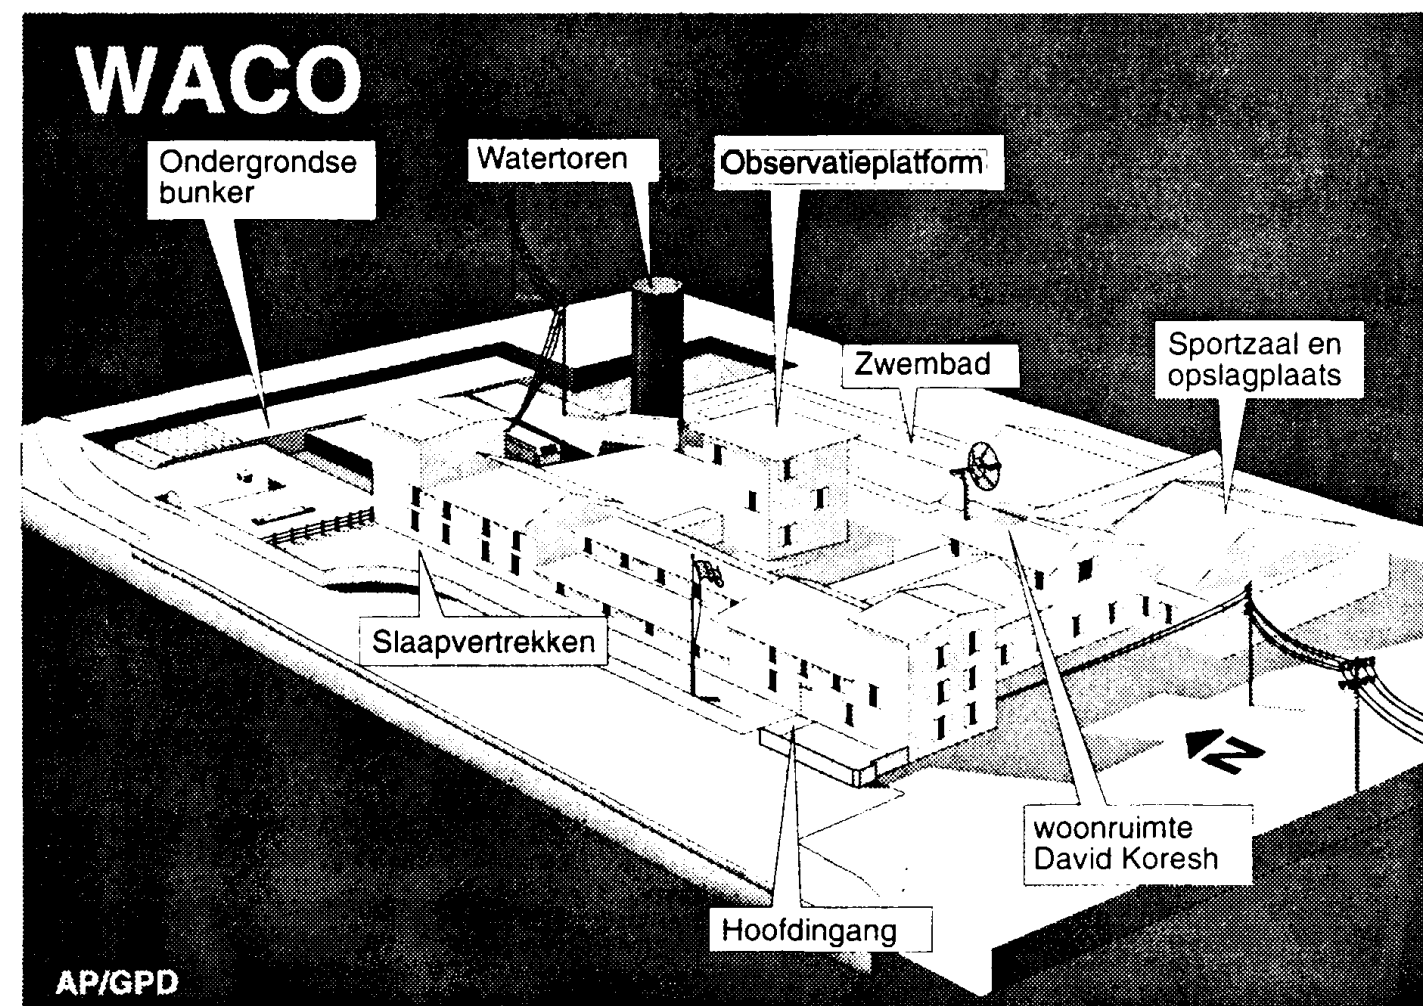 WACO
Ondergrondse
bunker
Watertoren
Observatieplatform
Zwembad
Sportzaal en
opslagplaats
Slaapvertrekken
N
woonruimte
David Koresh
Hoofdingang
AP/GPD